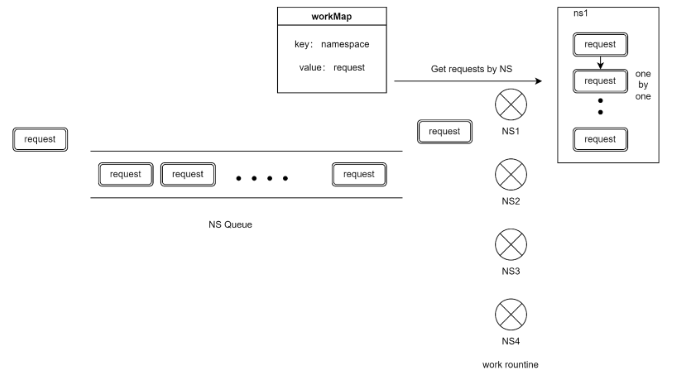 workMap
key: namespace
value: request
ns1
request
request
one
by
one
request
Get requests by NS
NS1
request
request
request
request
request
NS Queue
NS2
NS3
NS4
work rountine